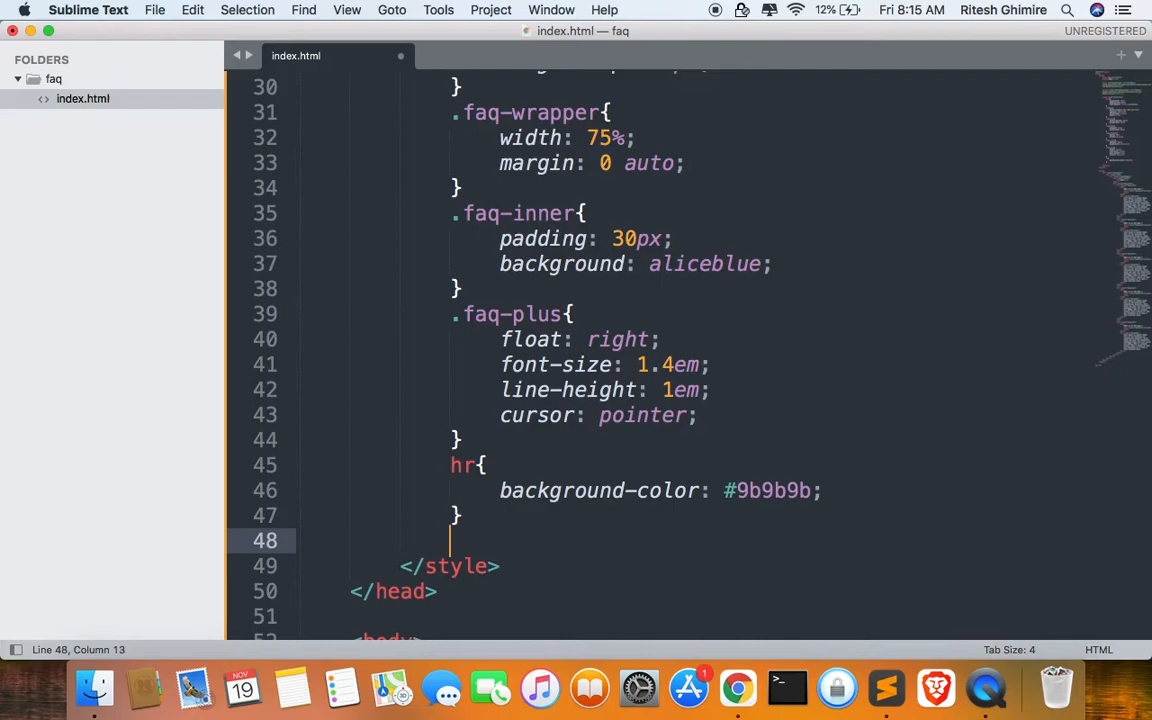 Sublime Text File Edit Selection Find View Goto Tools Project Window Help 12% Fri 8:15 AM Ritesh Ghimire
index.html — faq UNREGISTERED
FOLDERS
faq
index.html
index.html
30 }
31 .faq-wrapper{
32 width: 75%;
33 margin: 0 auto;
34 }
35 .faq-inner{
36 padding: 30px;
37 background: aliceblue;
38 }
39 .faq-plus{
40 float: right;
41 font-size: 1.4em;
42 line-height: 1em;
43 cursor: pointer;
44 }
45 hr{
46 background-color: #9b9b9b;
47 }
48
49 </style>
50 </head>
51
52 <body>
Line 48, Column 13 Tab Size: 4 HTML
NOV
19
1